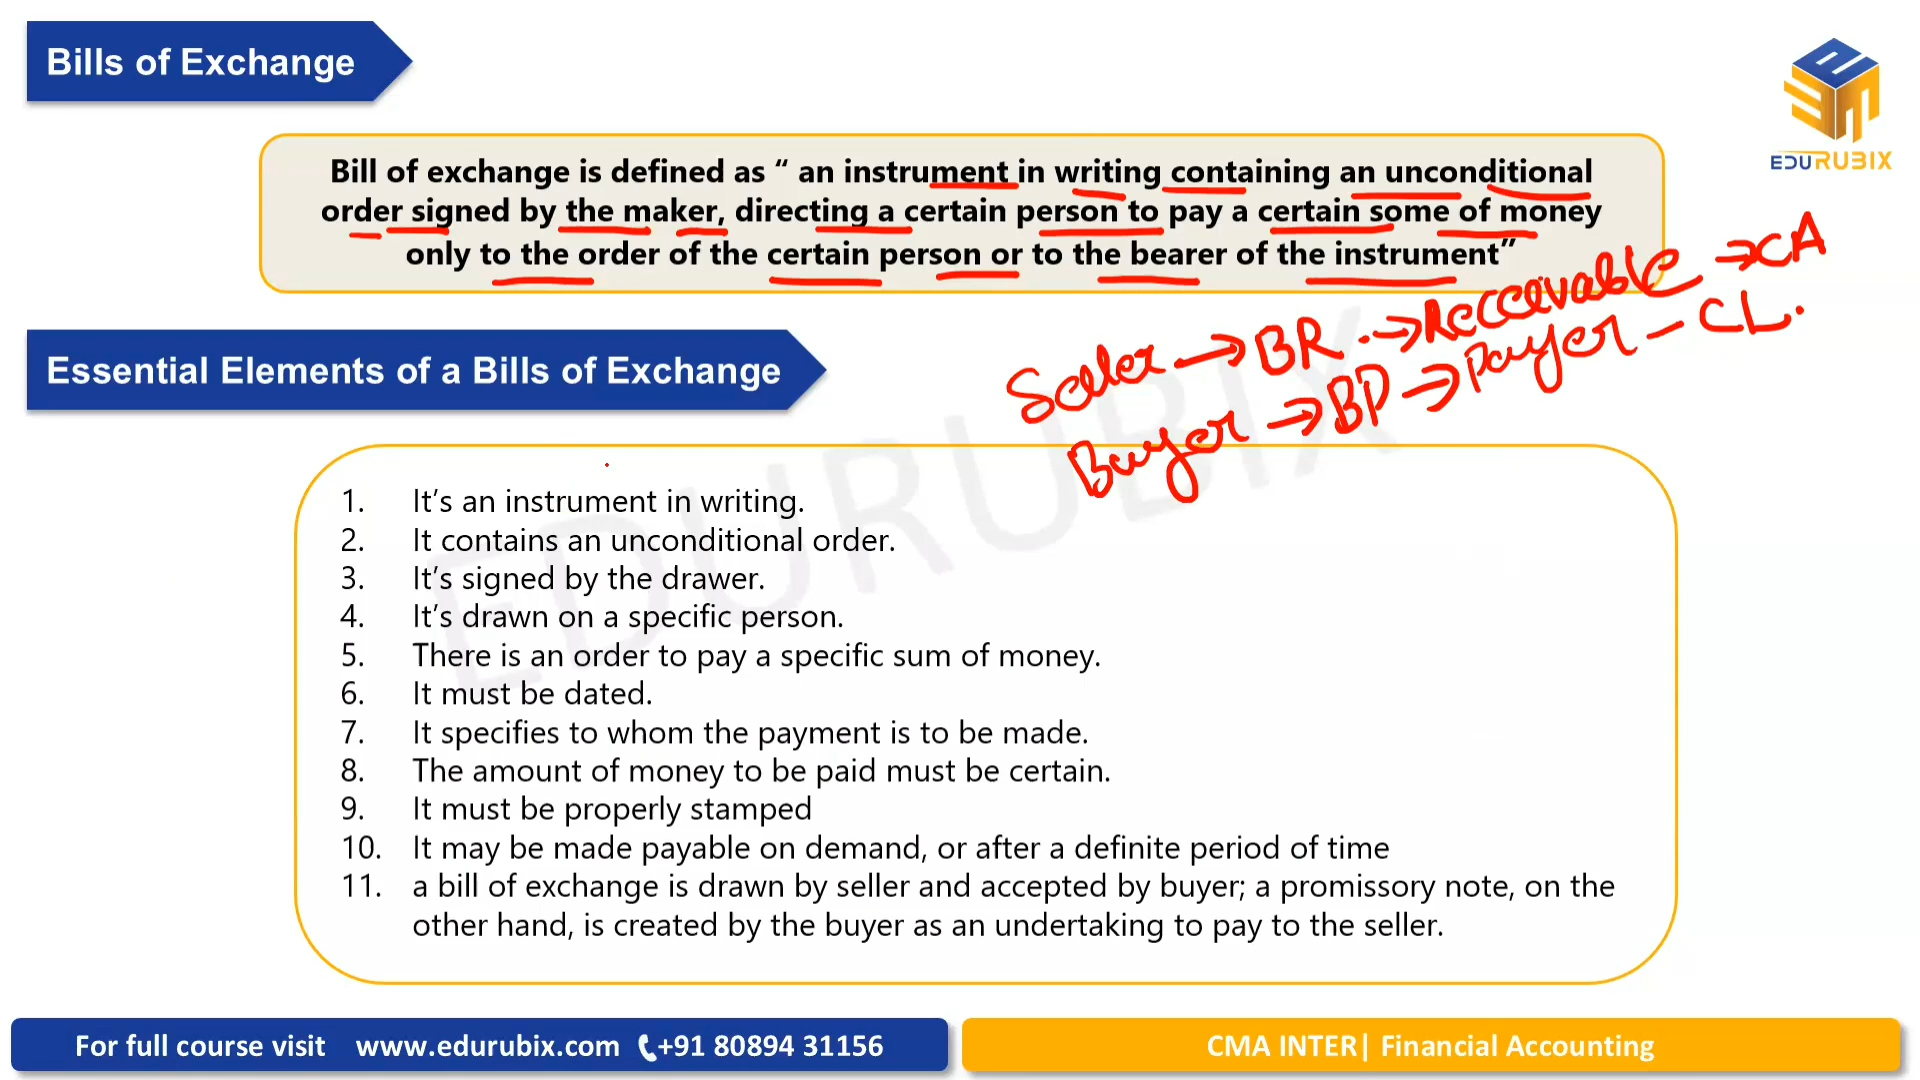 Bills of Exchange
EDURUBIX
Bill of exchange is defined as “ an instrument in writing containing an unconditional
order signed by the maker, directing a certain person to pay a certain some of money
only to the order of the certain person or to the bearer of the instrument”
Seller → BR → Receivable → CA
Buyer → BP → Payer – CL.
Essential Elements of a Bills of Exchange
EDURUBIX
1. It’s an instrument in writing.
2. It contains an unconditional order.
3. It’s signed by the drawer.
4. It’s drawn on a specific person.
5. There is an order to pay a specific sum of money.
6. It must be dated.
7. It specifies to whom the payment is to be made.
8. The amount of money to be paid must be certain.
9. It must be properly stamped
10. It may be made payable on demand, or after a definite period of time
11. a bill of exchange is drawn by seller and accepted by buyer; a promissory note, on the
other hand, is created by the buyer as an undertaking to pay to the seller.
For full course visit www.edurubix.com +91 80894 31156
CMA INTER| Financial Accounting